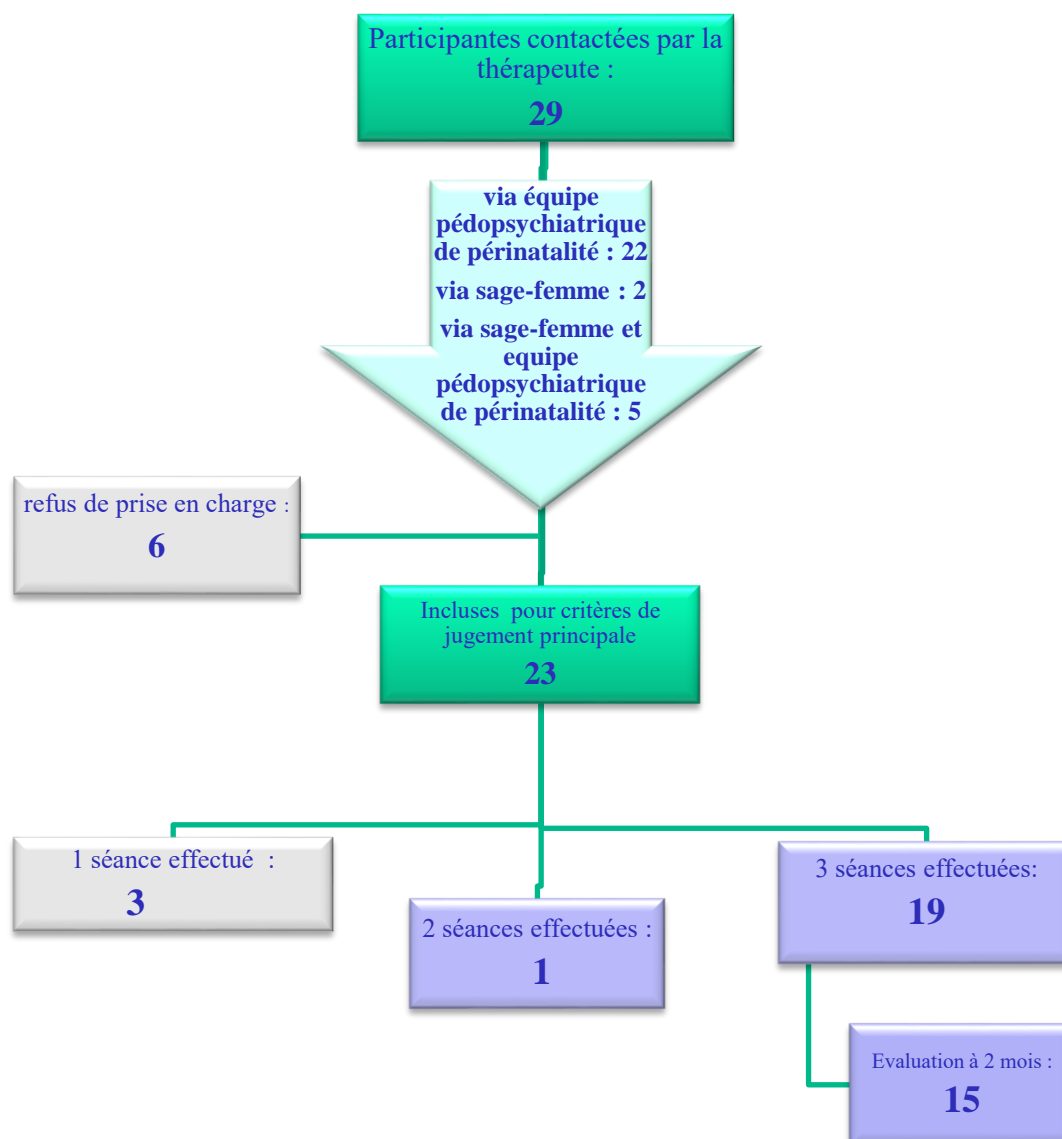 Participantes contactées par la
thérapeute :
29
via équipe
pédopsychiatrique
de périnatalité : 22
via sage-femme : 2
via sage-femme et
equipe
pédopsychiatrique
de périnatalité : 5
refus de prise en charge :
6
Incluses pour critères de
jugement principale
23
1 séance effectué :
3
2 séances effectuées :
1
3 séances effectuées:
19
Evaluation à 2 mois :
15